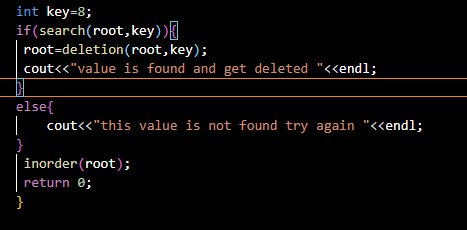 int key=8;
if(search(root,key)){
root=deletion(root,key);
cout<<"value is found and get deleted "<<endl;
}
else{
cout<<"this value is not found try again "<<endl;
}
inorder(root);
return 0;
}